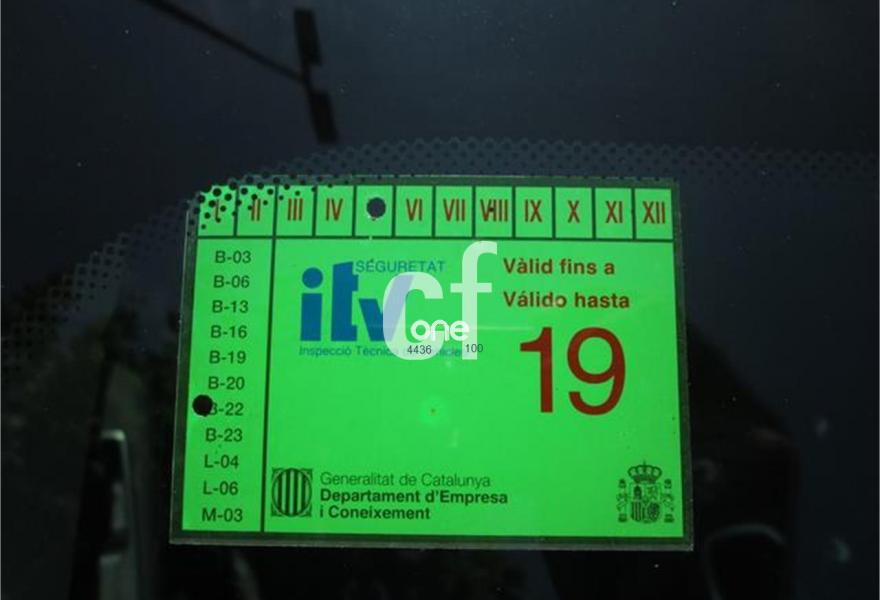 I II III IV VI VII VIII IX X XI XII
B-03
B-06
B-13
B-16
B-19
B-20
B-22
B-23
L-04
L-06
M-03
SEGURETAT
itv
Inspecció Tècnica
cf
one
4436 100
Vàlid fins a
Válido hasta
19
Generalitat de Catalunya
Departament d'Empresa
i Coneixement